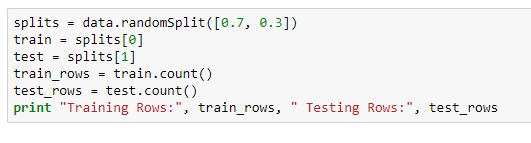 splits = data.randomSplit([0.7, 0.3])
train = splits[0]
test = splits[1]
train_rows = train.count()
test_rows = test.count()
print "Training Rows:", train_rows, " Testing Rows:", test_rows